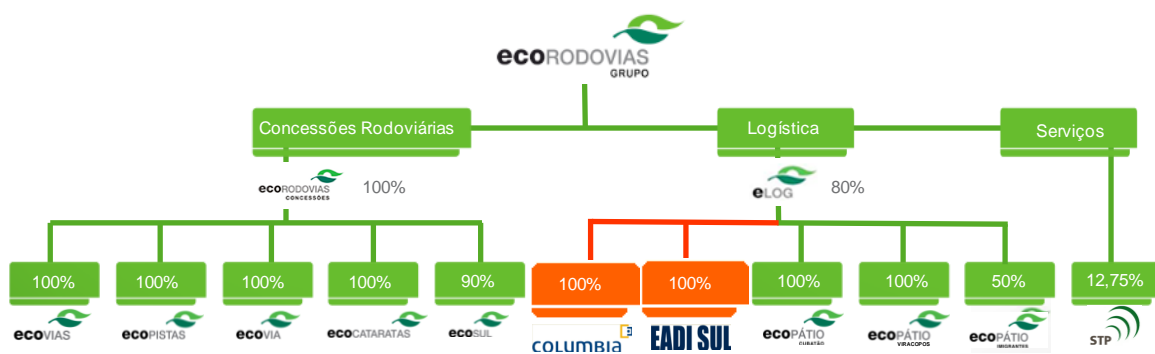 ecoRODOVIAS
GRUPO
Concessões Rodoviárias
Logística
Serviços
ecoRODOVIAS
CONCESSÕES
100%
eLOG
80%
100%
100%
100%
100%
90%
100%
100%
100%
100%
50%
12,75%
ecoVIAS
ecoPISTAS
ecoVIA
ecoCATARATAS
ecoSUL
COLUMBIA
EADI SUL
ecoPÁTIO
CUBATÃO
ecoPÁTIO
VIRACOPOS
ecoPÁTIO
IMIGRANTES
STP